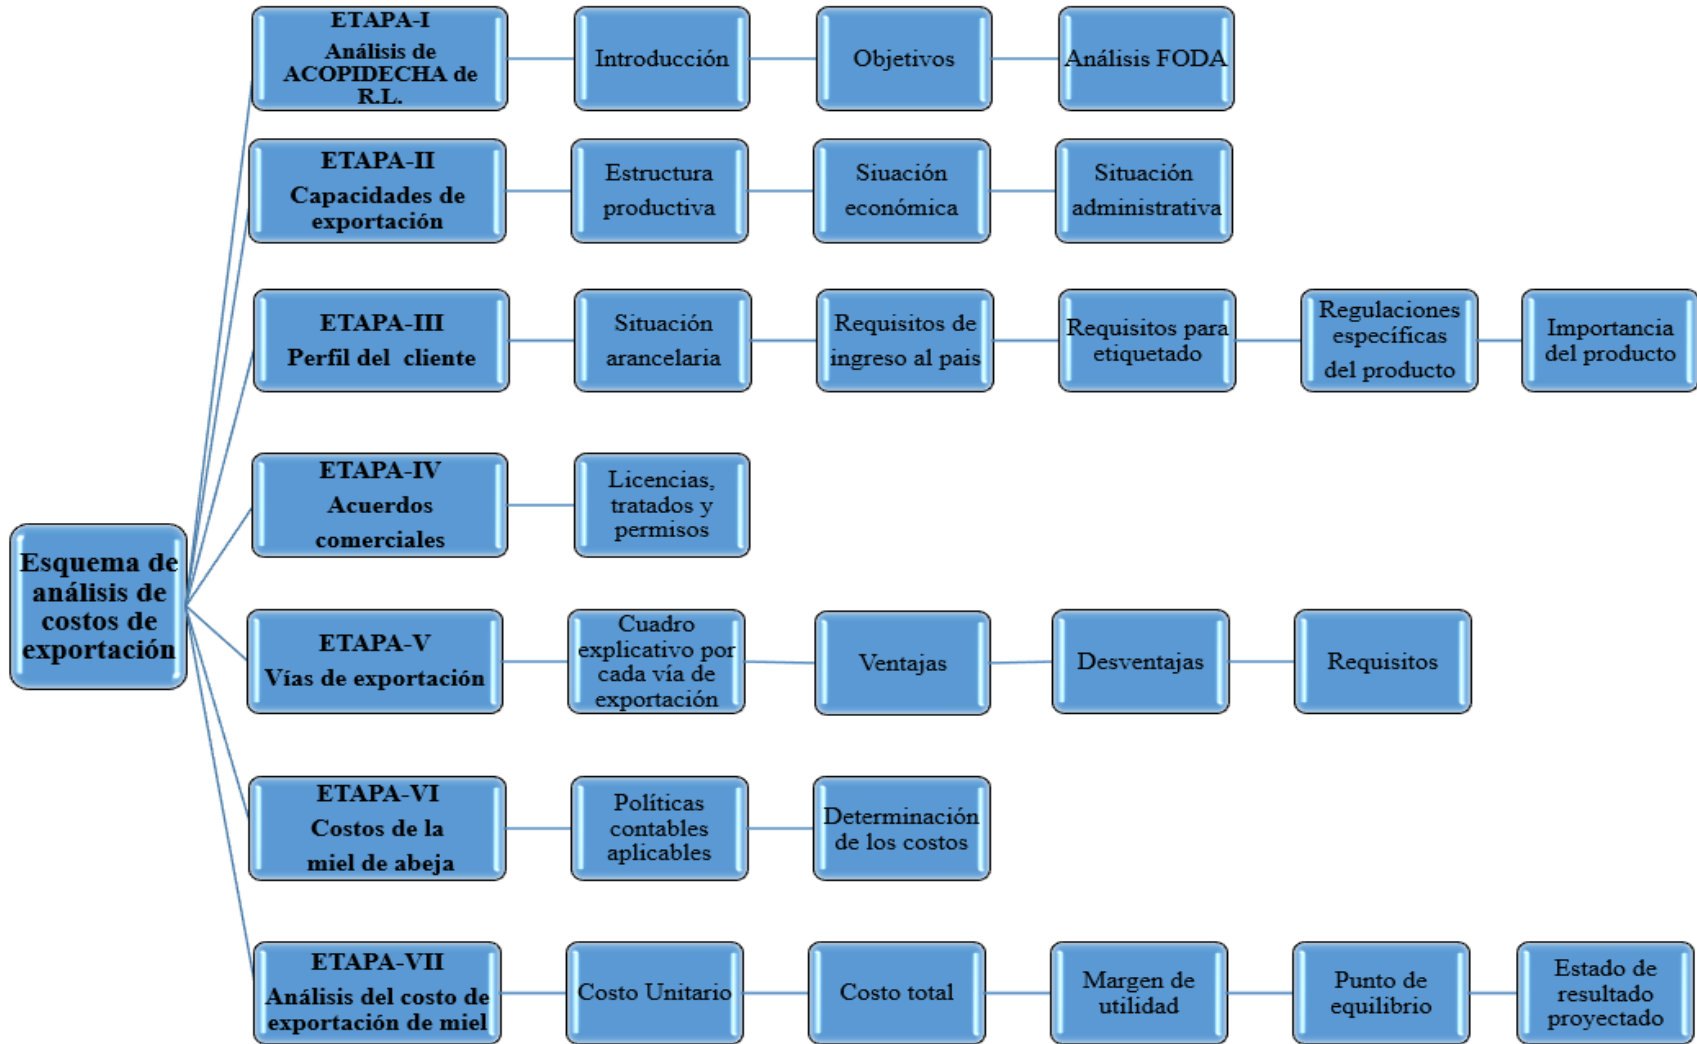 ETAPA-I
Análisis de
ACOPIDECHA de
R.L.
Introducción
Objetivos
Análisis FODA
ETAPA-II
Capacidades de
exportación
Estructura
productiva
Siuación
económica
Situación
administrativa
ETAPA-III
Perfil del cliente
Situación
arancelaria
Requisitos de
ingreso al pais
Requisitos para
etiquetado
Regulaciones
específicas
del producto
Importancia
del producto
ETAPA-IV
Acuerdos
comerciales
Licencias,
tratados y
permisos
Esquema de
análisis de
costos de
exportación
ETAPA-V
Vías de exportación
Cuadro
explicativo por
cada vía de
exportación
Ventajas
Desventajas
Requisitos
ETAPA-VI
Costos de la
miel de abeja
Políticas
contables
aplicables
Determinación
de los costos
ETAPA-VII
Análisis del costo de
exportación de miel
Costo Unitario
Costo total
Margen de
utilidad
Punto de
equilibrio
Estado de
resultado
proyectado